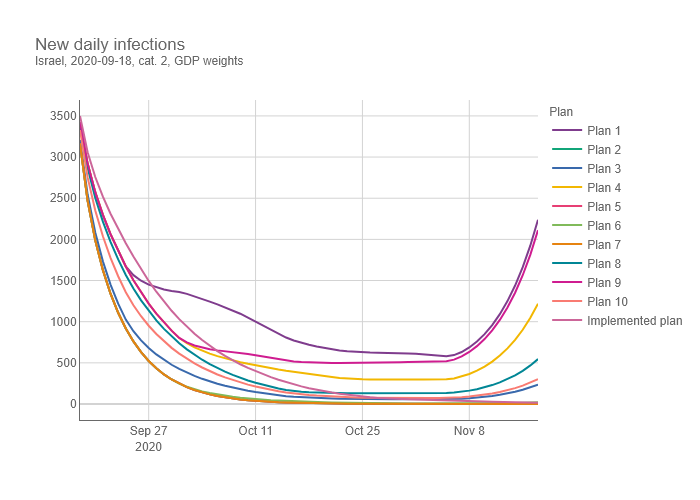 New daily infections
Israel, 2020-09-18, cat. 2, GDP weights
3500
3000
2500
2000
1500
1000
500
0
Sep 27
2020
Oct 11
Oct 25
Nov 8
Plan
Plan 1
Plan 2
Plan 3
Plan 4
Plan 5
Plan 6
Plan 7
Plan 8
Plan 9
Plan 10
Implemented plan